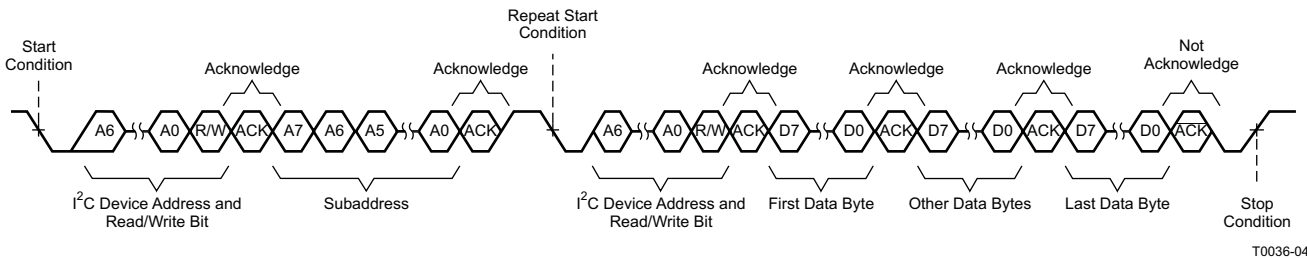 Repeat Start
Condition
Start
Condition
Not
Acknowledge
Acknowledge Acknowledge Acknowledge Acknowledge Acknowledge
A6 A0 R/W ACK A7 A6 A5 A0 ACK A6 A0 R/W ACK D7 D0 ACK D7 D0 ACK D7 D0 ACK
I²C Device Address and
Read/Write Bit
Subaddress
I²C Device Address and
Read/Write Bit
First Data Byte
Other Data Bytes
Last Data Byte
Stop
Condition
T0036-04